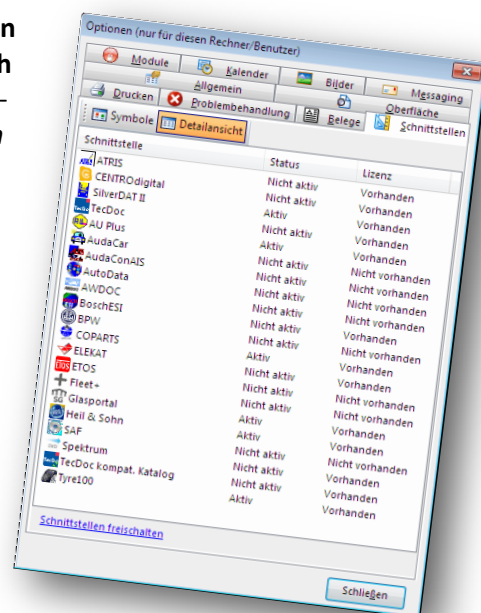 n
h
–
n
Optionen (nur für diesen Rechner/Benutzer)
Module Kalender Bilder Messaging
Allgemein Oberfläche
Drucken Problembehandlung Belege Schnittstellen
Symbole Detailansicht
Schnittstelle Status Lizenz
ATRIS Nicht aktiv Vorhanden
CENTROdigital Nicht aktiv Vorhanden
SilverDAT II Aktiv Vorhanden
TecDoc Nicht aktiv Vorhanden
AU Plus Aktiv Vorhanden
AudaCar Nicht aktiv Nicht vorhanden
AudaConAIS Nicht aktiv Nicht vorhanden
AutoData Nicht aktiv Nicht vorhanden
AWDOC Nicht aktiv Nicht vorhanden
BoschESI Nicht aktiv Vorhanden
BPW Nicht aktiv Nicht vorhanden
COPARTS Aktiv Vorhanden
ELEKAT Nicht aktiv Vorhanden
ETOS Nicht aktiv Nicht vorhanden
Fleet+ Nicht aktiv Nicht vorhanden
Glasportal Aktiv Vorhanden
Heil & Sohn Aktiv Vorhanden
SAF Nicht aktiv Nicht vorhanden
Spektrum Nicht aktiv Vorhanden
TecDoc kompat. Katalog Nicht aktiv Vorhanden
Tyre100 Aktiv Vorhanden
Schnittstellen freischalten
Schließen